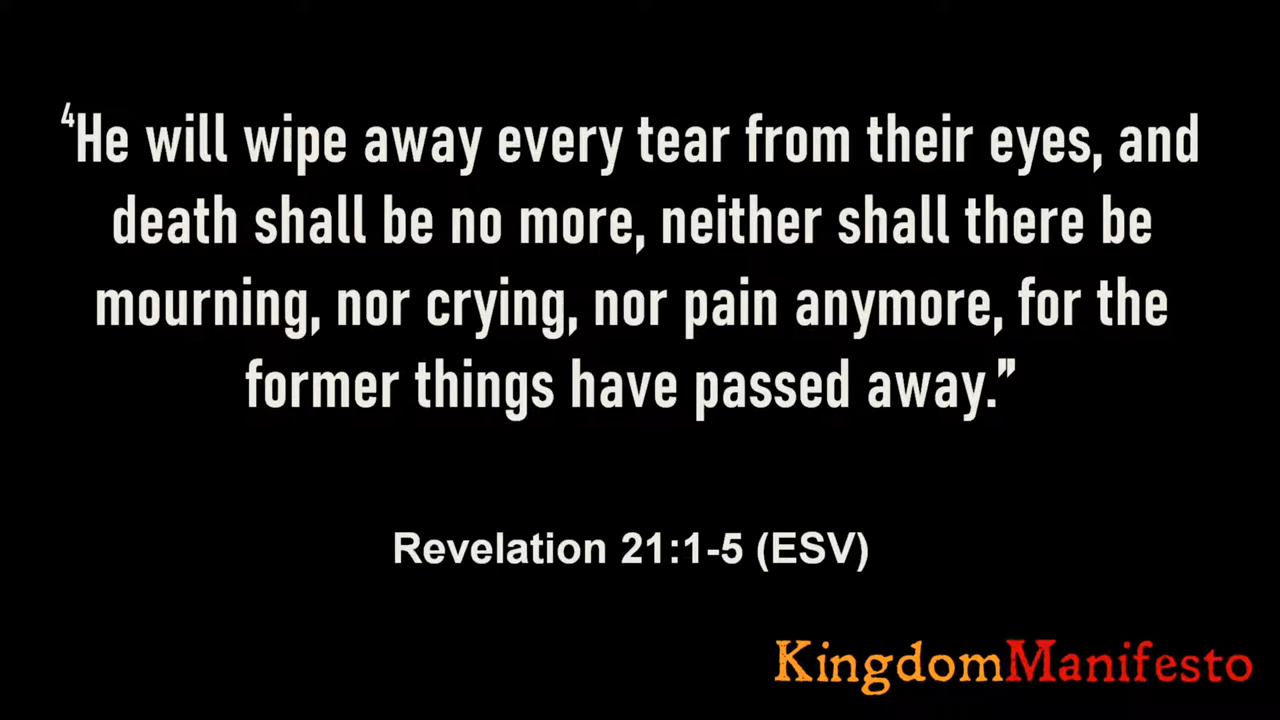 ⁴He will wipe away every tear from their eyes, and
death shall be no more, neither shall there be
mourning, nor crying, nor pain anymore, for the
former things have passed away.”
Revelation 21:1-5 (ESV)
KingdomManifesto